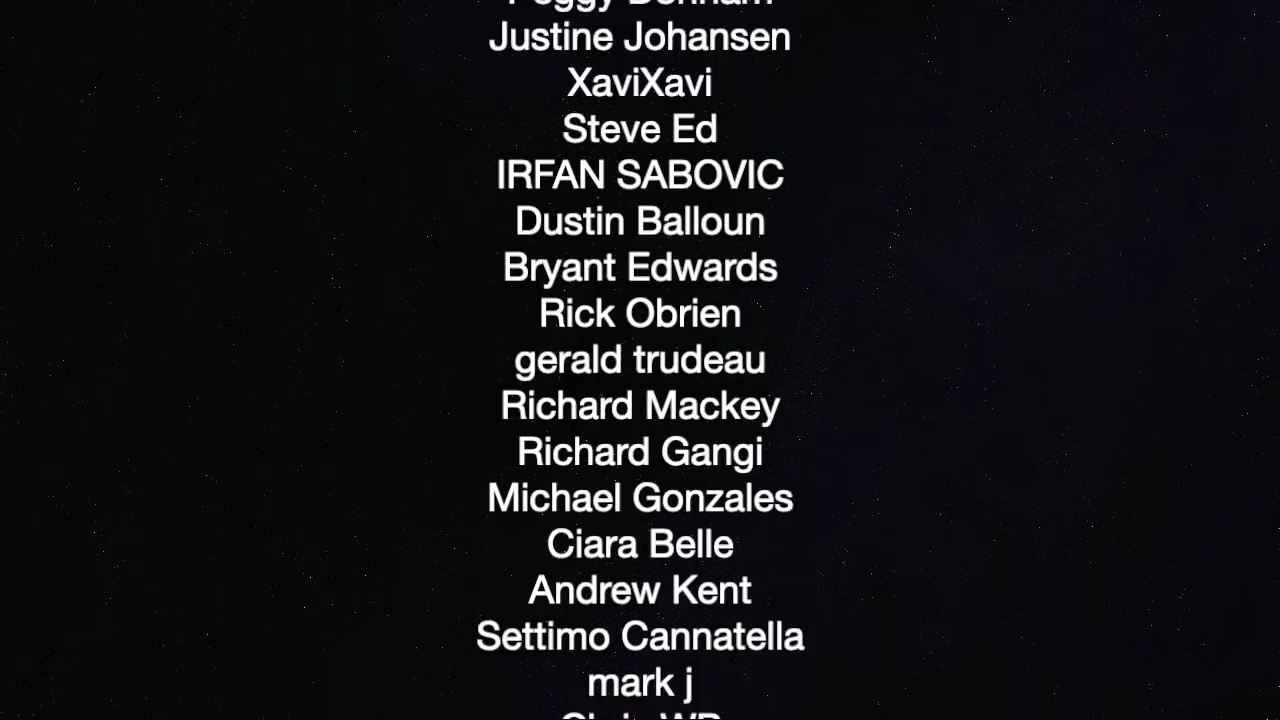 Justine Johansen
XaviXavi
Steve Ed
IRFAN SABOVIC
Dustin Balloun
Bryant Edwards
Rick Obrien
gerald trudeau
Richard Mackey
Richard Gangi
Michael Gonzales
Ciara Belle
Andrew Kent
Settimo Cannatella
mark j